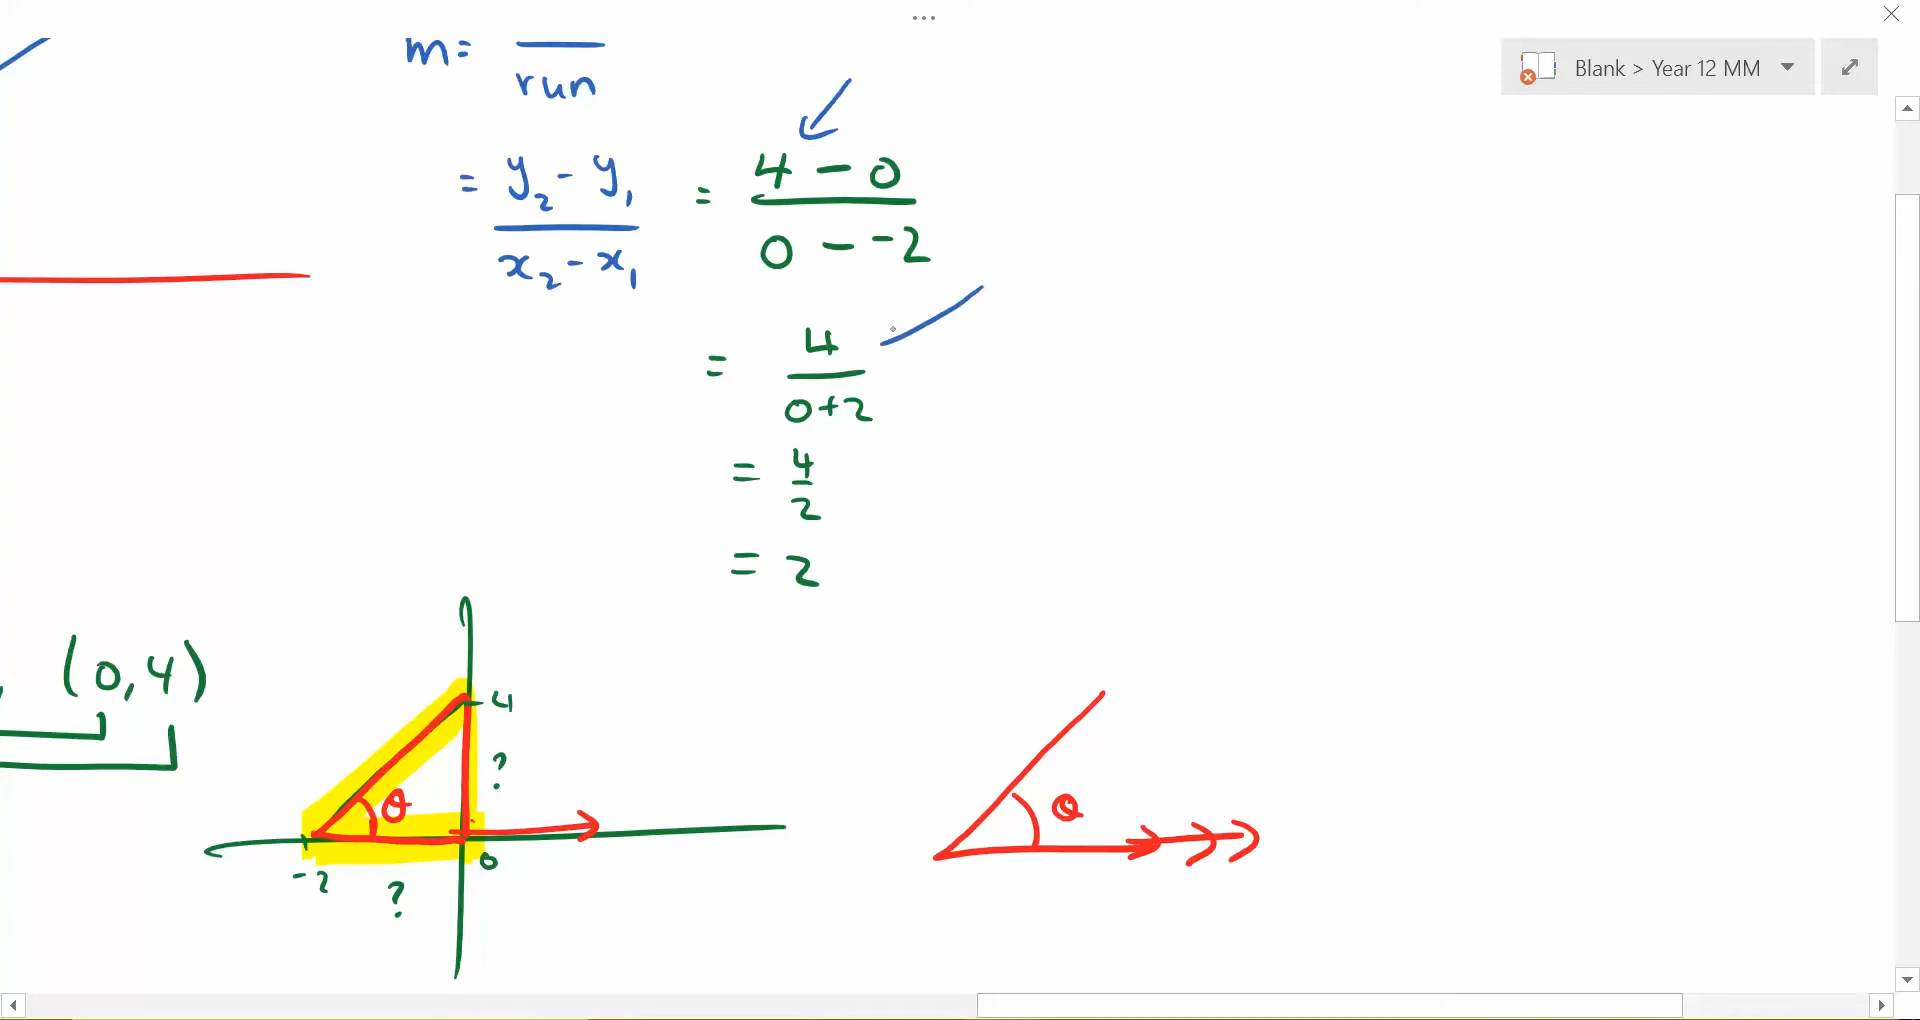 ...
Blank > Year 12 MM
m = ——
run
= y₂ - y₁ / x₂ - x₁ = 4 - 0 / 0 - -2
= 4 / 0+2
= 4/2
= 2
, (0,4)
4
?
θ
-2
0
?
θ